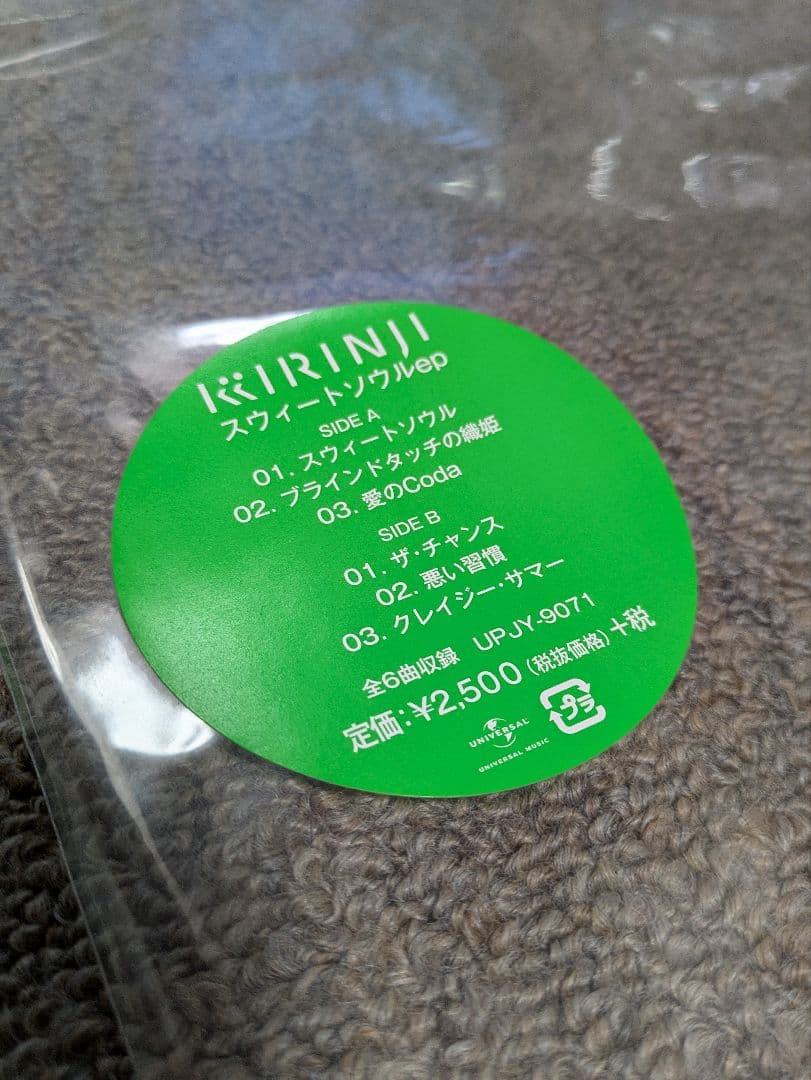 KIRINJI
スウィートソウルep
SIDE A
01. スウィートソウル
02. ブラインドタッチの織姫
03. 愛のCoda
SIDE B
01. ザ・チャンス
02. 悪い習慣
03. クレイジー・サマー
全6曲収録 UPJY-9071
定価:¥2,500(税抜価格)+税
UNIVERSAL
UNIVERSAL MUSIC
プラ